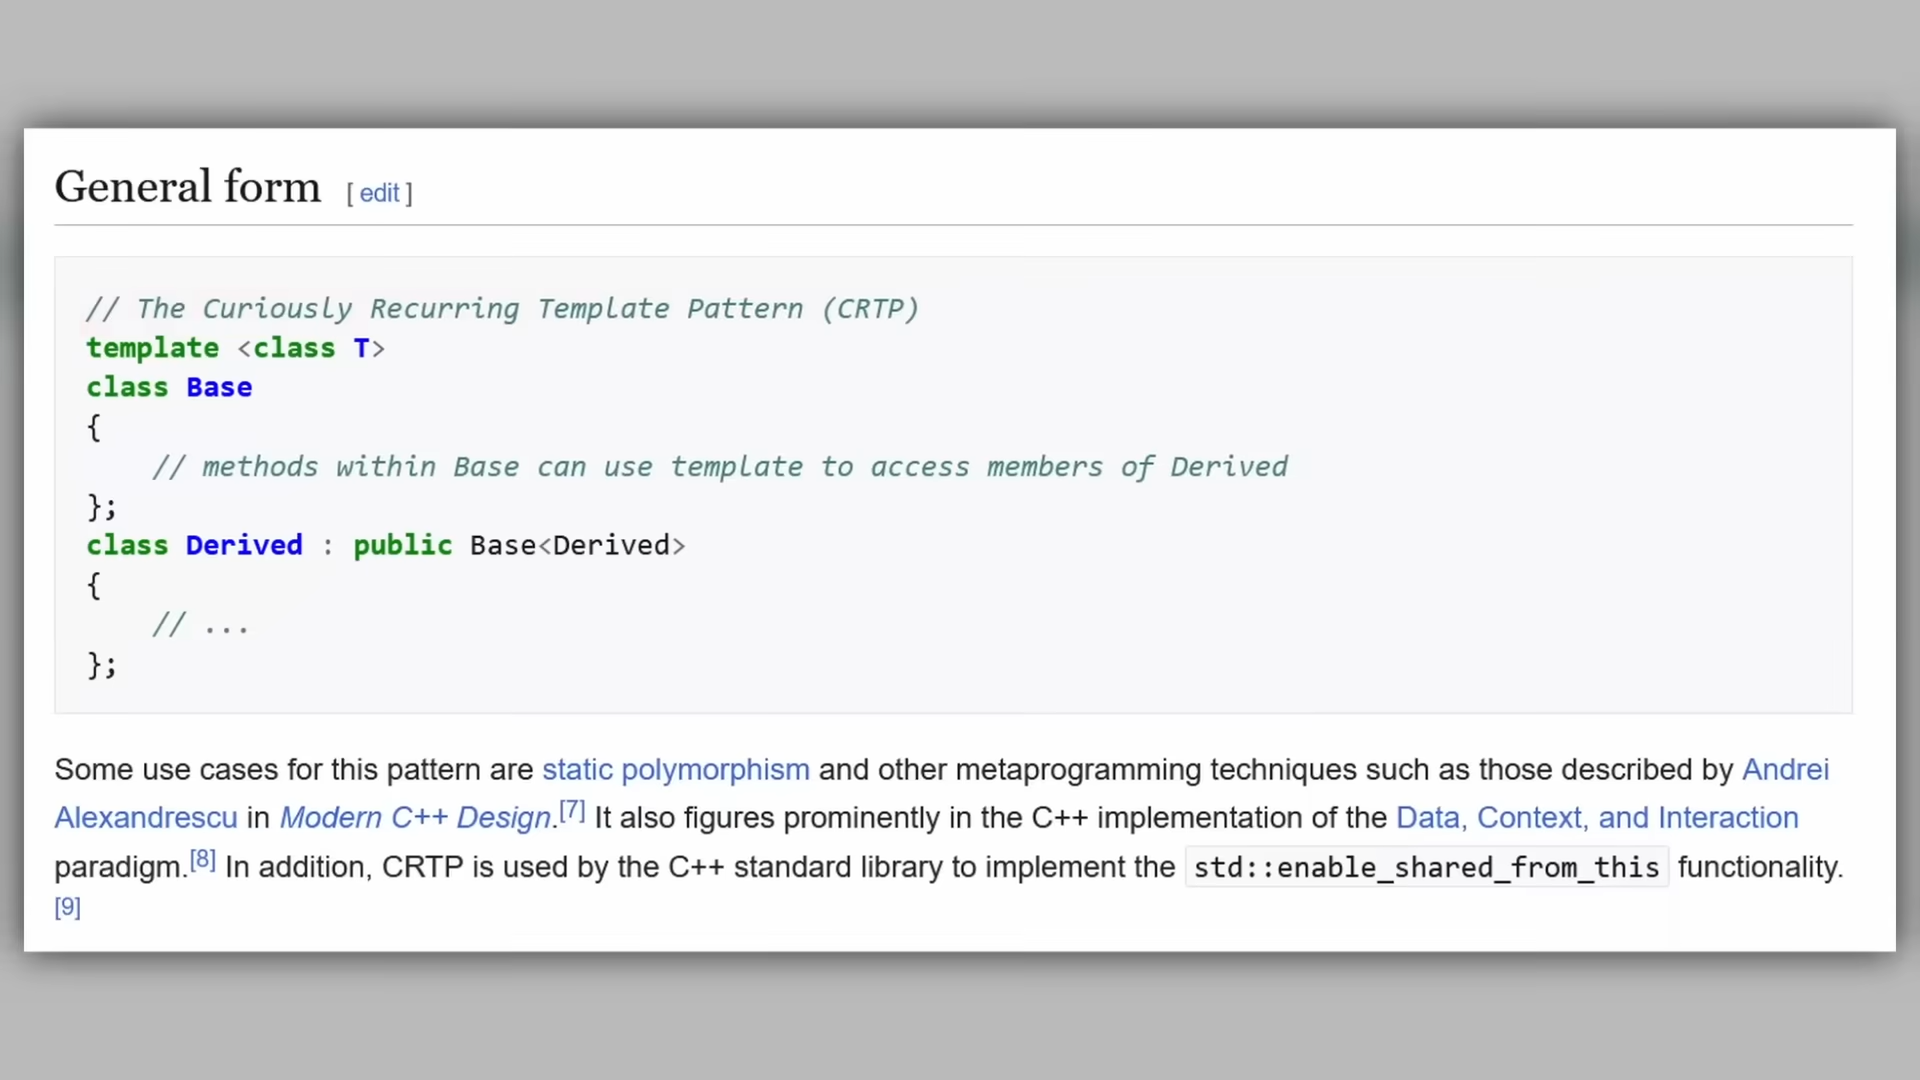 General form [ edit ]
// The Curiously Recurring Template Pattern (CRTP)
template <class T>
class Base
{
    // methods within Base can use template to access members of Derived
};
class Derived : public Base<Derived>
{
    // ...
};
Some use cases for this pattern are static polymorphism and other metaprogramming techniques such as those described by Andrei
Alexandrescu in Modern C++ Design.[7] It also figures prominently in the C++ implementation of the Data, Context, and Interaction
paradigm.[8] In addition, CRTP is used by the C++ standard library to implement the std::enable_shared_from_this functionality.
[9]